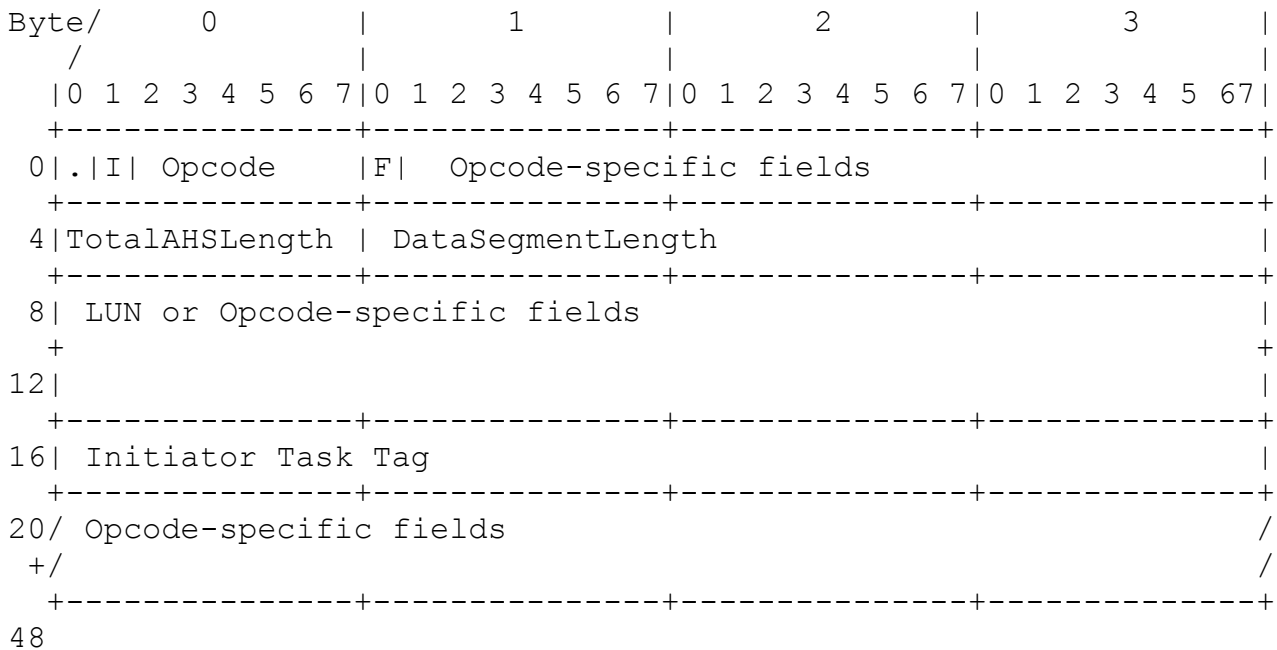 Byte/     0       |       1       |       2       |       3       |
   /              |               |               |               |
  |0 1 2 3 4 5 6 7|0 1 2 3 4 5 6 7|0 1 2 3 4 5 6 7|0 1 2 3 4 5 67|
  +---------------+---------------+---------------+--------------+
 0|.|I| Opcode    |F|  Opcode-specific fields                    |
  +---------------+---------------+---------------+--------------+
 4|TotalAHSLength | DataSegmentLength                            |
  +---------------+---------------+---------------+--------------+
 8| LUN or Opcode-specific fields                                |
  +                                                              +
12|                                                              |
  +---------------+---------------+---------------+--------------+
16| Initiator Task Tag                                           |
  +---------------+---------------+---------------+--------------+
20/ Opcode-specific fields                                       /
 +/                                                              /
  +---------------+---------------+---------------+--------------+
48